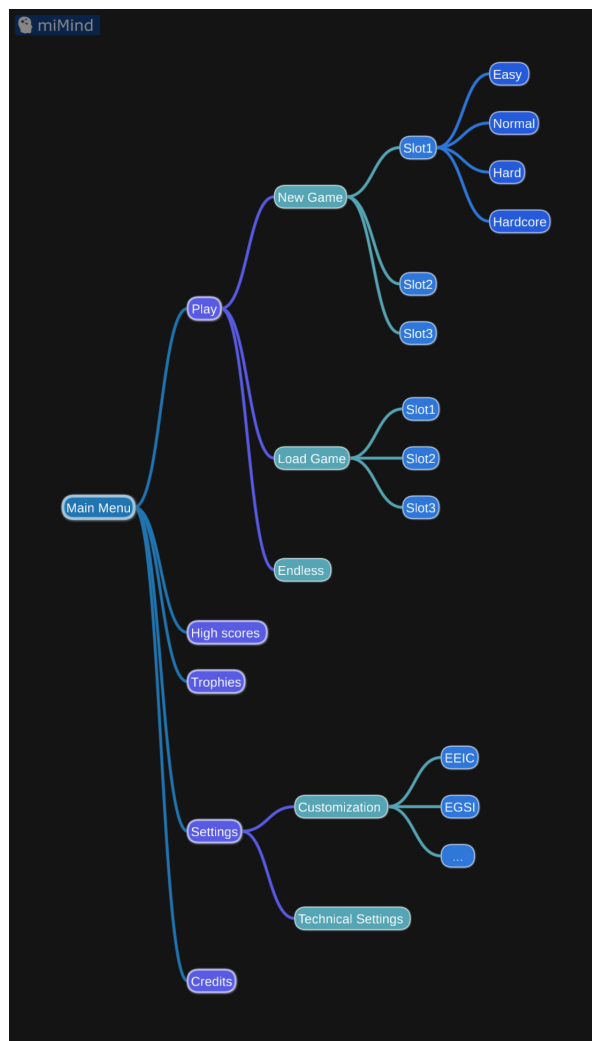 miMind
Easy
Normal
Slot1
Hard
New Game
Hardcore
Slot2
Play
Slot3
Slot1
Load Game
Slot2
Slot3
Main Menu
Endless
High scores
Trophies
EEIC
Customization
EGSI
Settings
...
Technical Settings
Credits